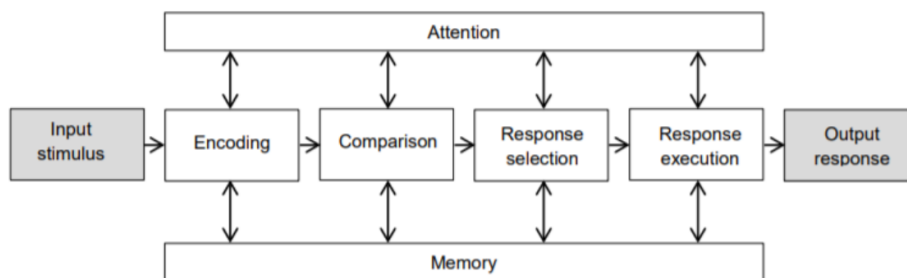 Attention
Input
stimulus
Encoding
Comparison
Response
selection
Response
execution
Output
response
Memory